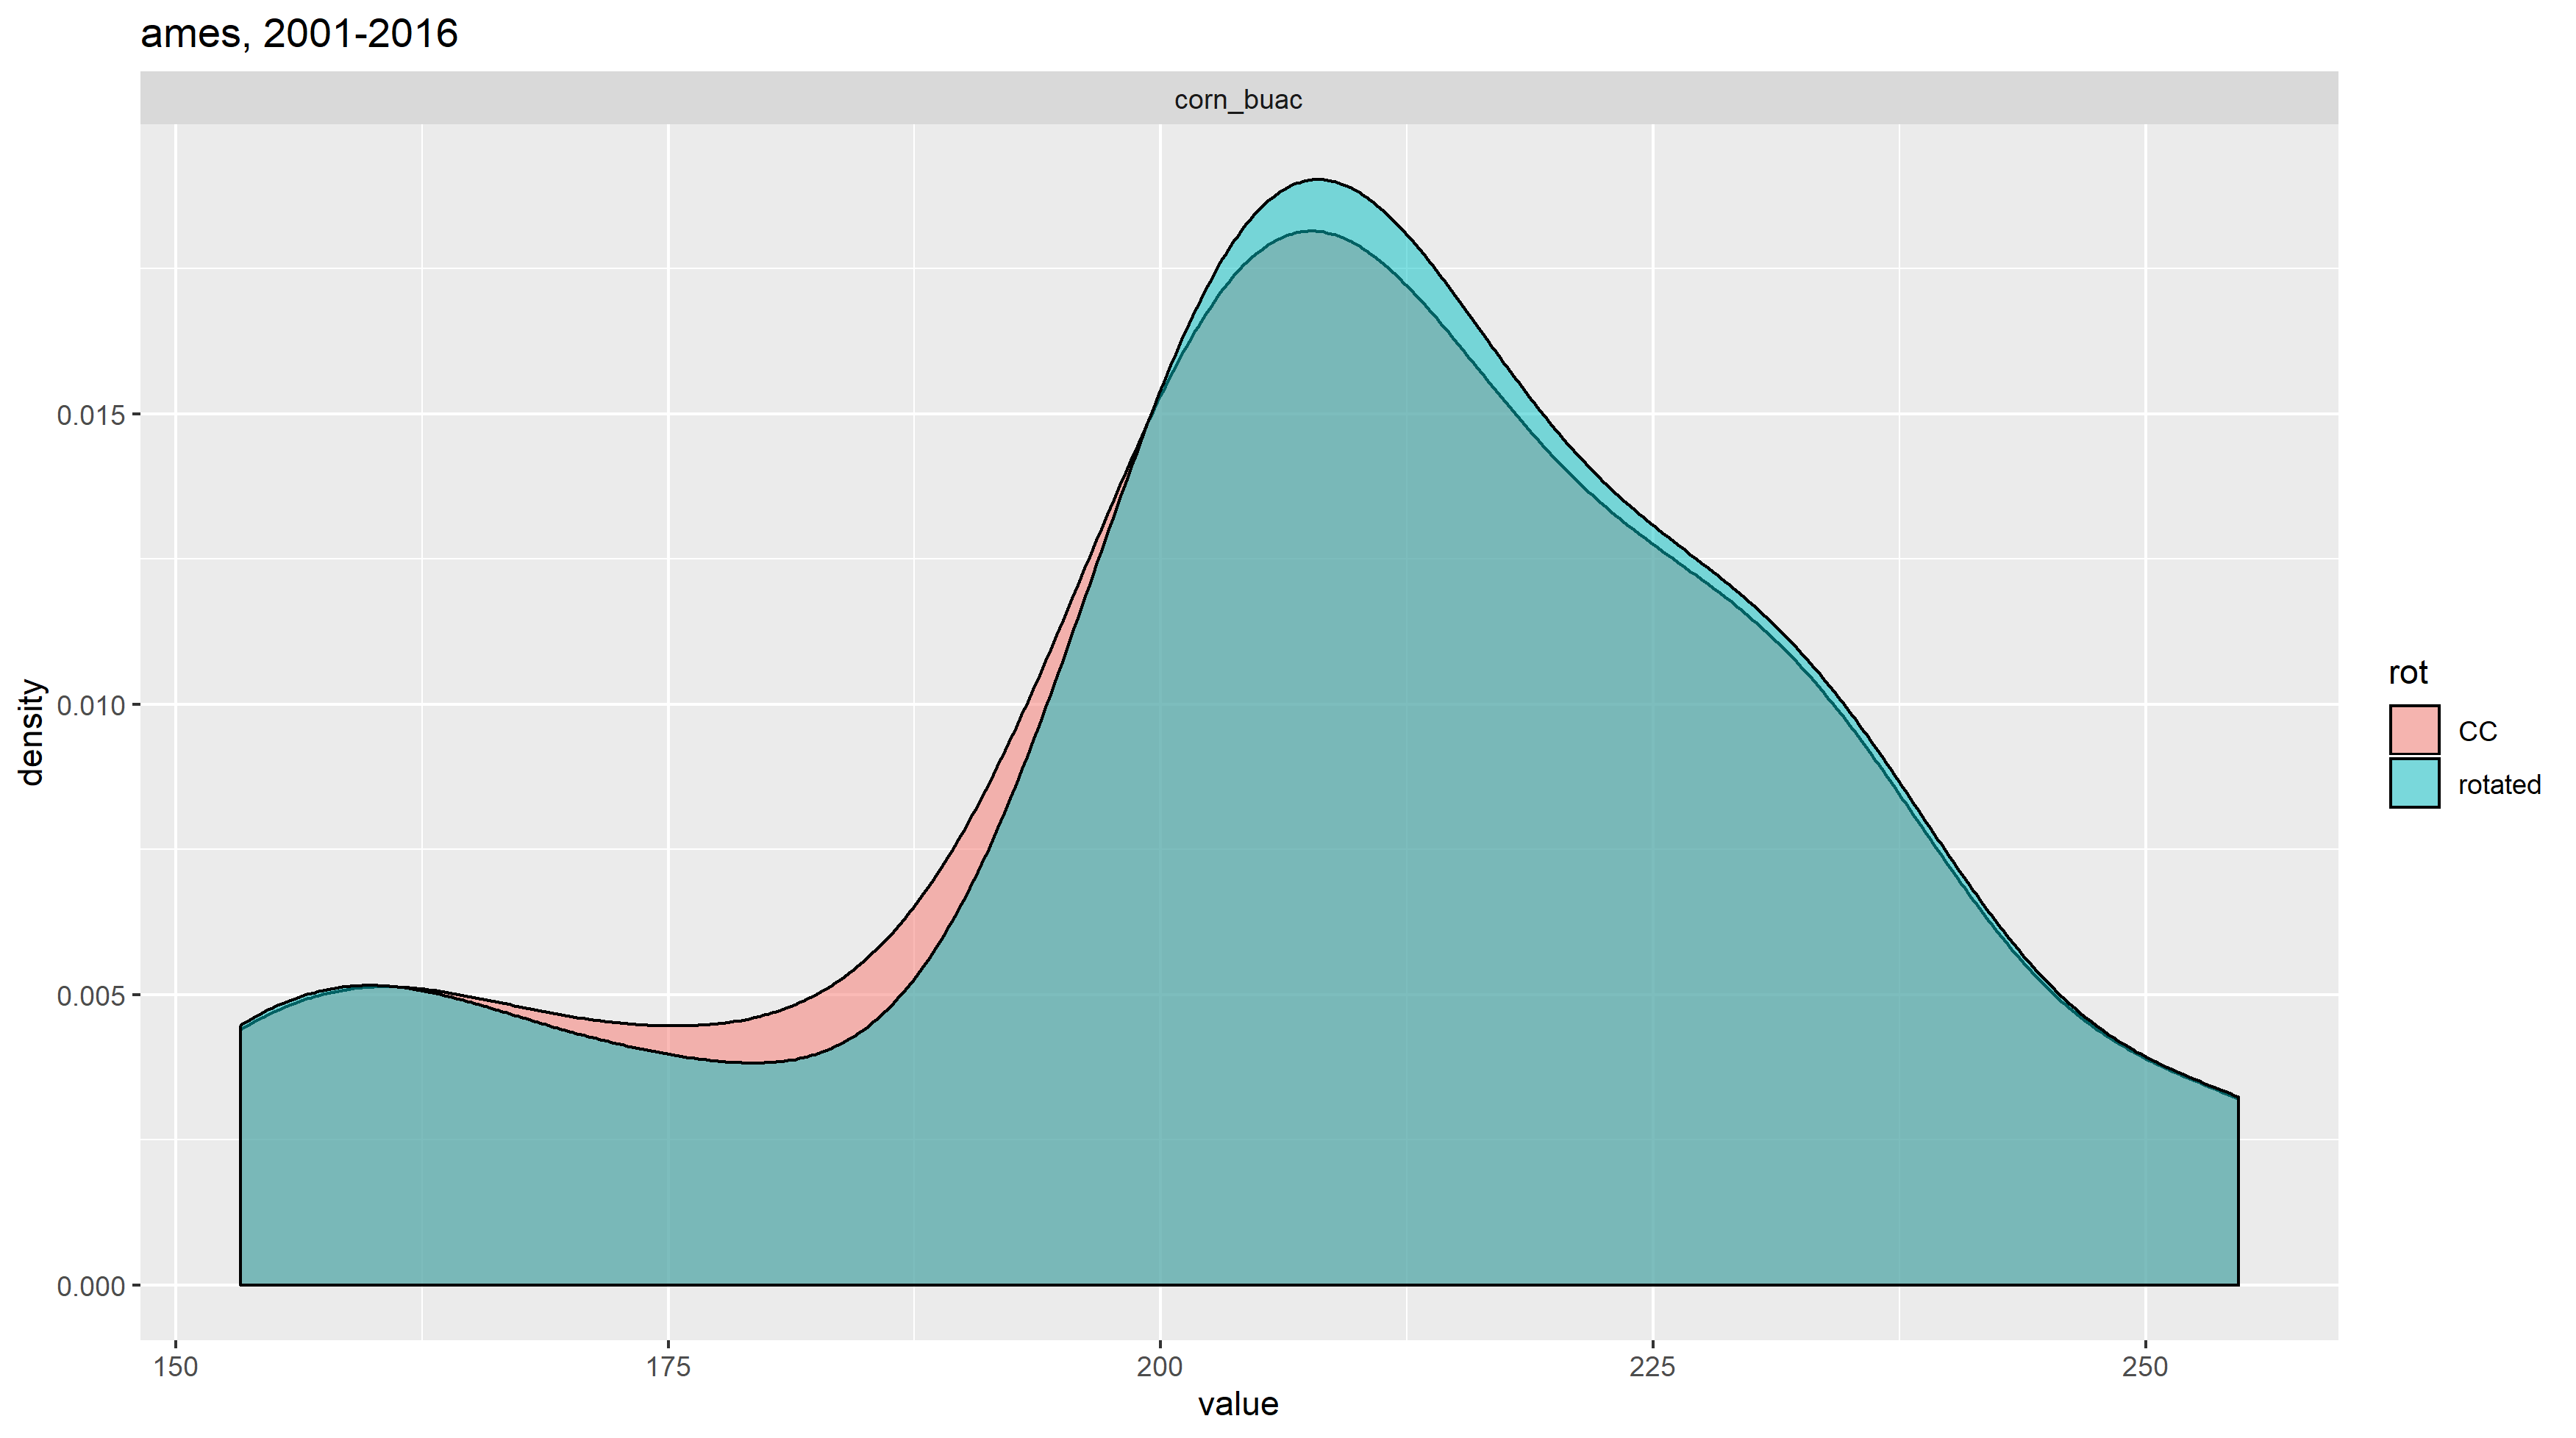 ames, 2001-2016
corn_buac
0.015
0.010
0.005
0.000
density
150 175 200 225 250
value
rot
CC
rotated